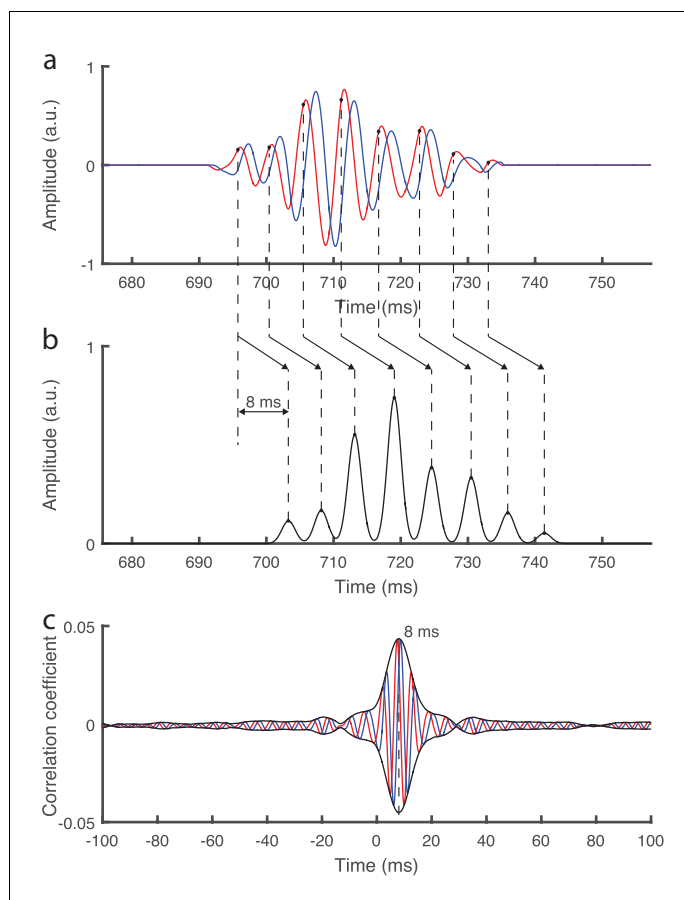 a
1
0
-1
Amplitude (a.u.)
680 690 700 710 720 730 740 750
Time (ms)
b
1
0
Amplitude (a.u.)
8 ms
680 690 700 710 720 730 740 750
Time (ms)
c
0.05
0
-0.05
Correlation coefficient
8 ms
-100 -80 -60 -40 -20 0 20 40 60 80 100
Time (ms)